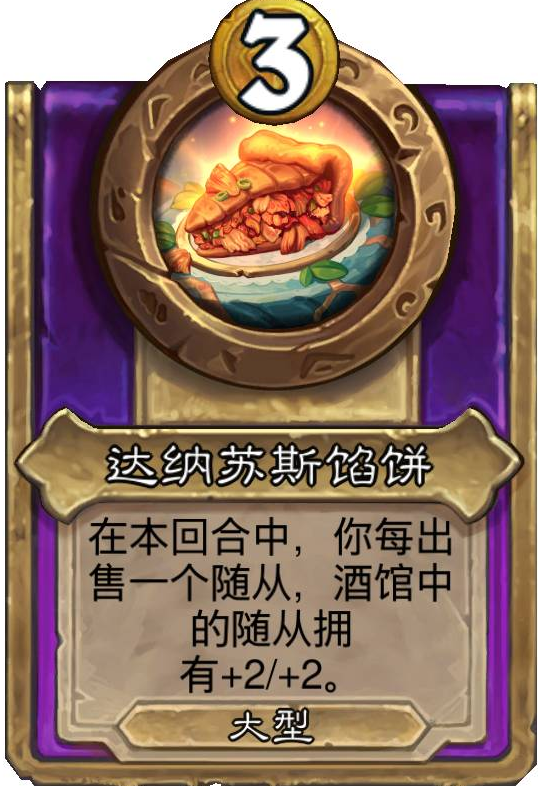 3
达纳苏斯馅饼
在本回合中，你每出
售一个随从，酒馆中
的随从拥
有+2/+2。
大型